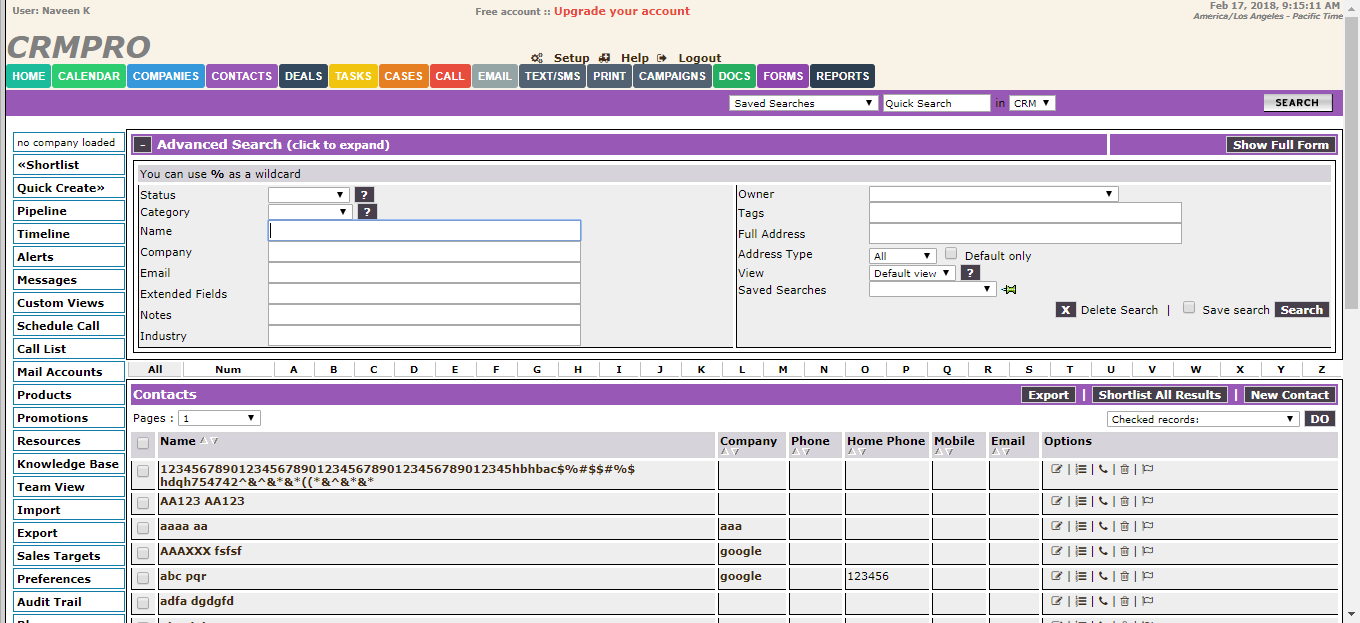 User: Naveen K
Free account :: Upgrade your account
Feb 17, 2018, 9:15:11 AM
America/Los Angeles - Pacific Time
CRMPRO
Setup Help Logout
HOME CALENDAR COMPANIES CONTACTS DEALS TASKS CASES CALL EMAIL TEXT/SMS PRINT CAMPAIGNS DOCS FORMS REPORTS
Saved Searches Quick Search in CRM SEARCH
no company loaded
«Shortlist
Quick Create»
Pipeline
Timeline
Alerts
Messages
Custom Views
Schedule Call
Call List
Mail Accounts
Products
Promotions
Resources
Knowledge Base
Team View
Import
Export
Sales Targets
Preferences
Audit Trail
- Advanced Search (click to expand) Show Full Form
You can use % as a wildcard
Status ?
Category ?
Name
Company
Email
Extended Fields
Notes
Industry
Owner
Tags
Full Address
Address Type All Default only
View Default view ?
Saved Searches
X Delete Search | Save search Search
All Num A B C D E F G H I J K L M N O P Q R S T U V W X Y Z
Contacts Export | Shortlist All Results | New Contact
Pages : 1 Checked records: DO
Name Company Phone Home Phone Mobile Email Options
123456789012345678901234567890123456789012345hbhbac$%#$$#%$
hdqh754742^&^&*&*((*&^&*&*
AA123 AA123
aaaa aa aaa
AAAXXX fsfsf google
abc pqr google 123456
adfa dgdgfd